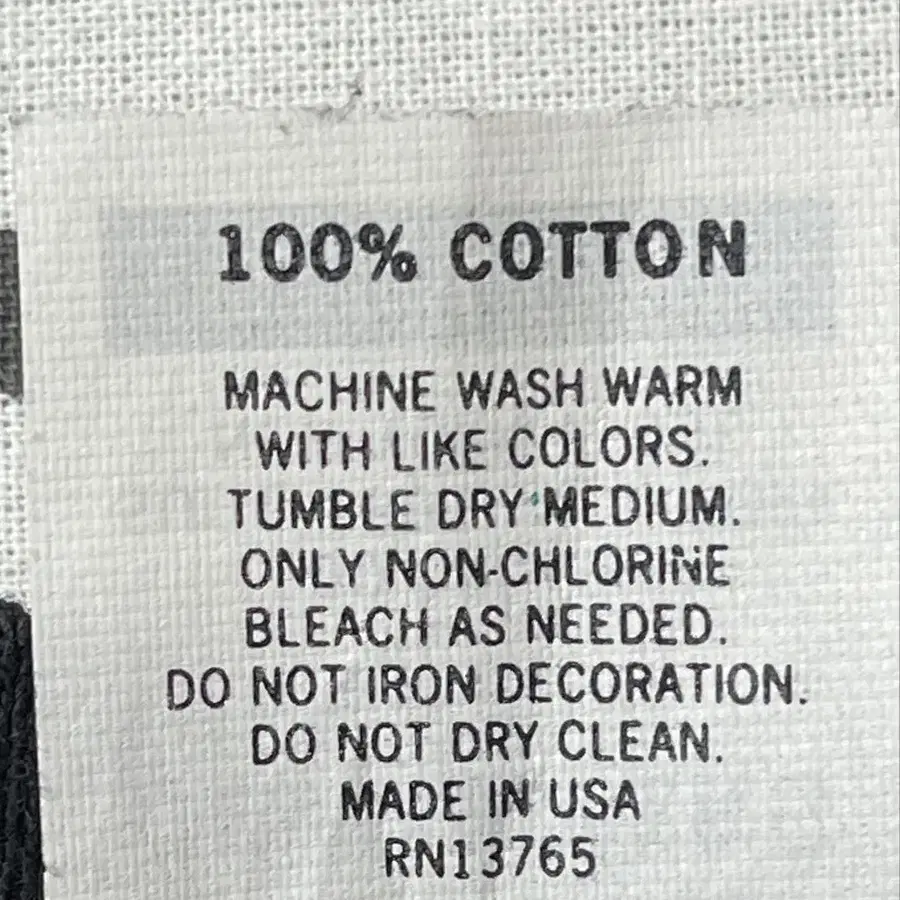 100% COTTON
MACHINE WASH WARM
WITH LIKE COLORS.
TUMBLE DRY MEDIUM.
ONLY NON-CHLORINE
BLEACH AS NEEDED.
DO NOT IRON DECORATION.
DO NOT DRY CLEAN.
MADE IN USA
RN13765